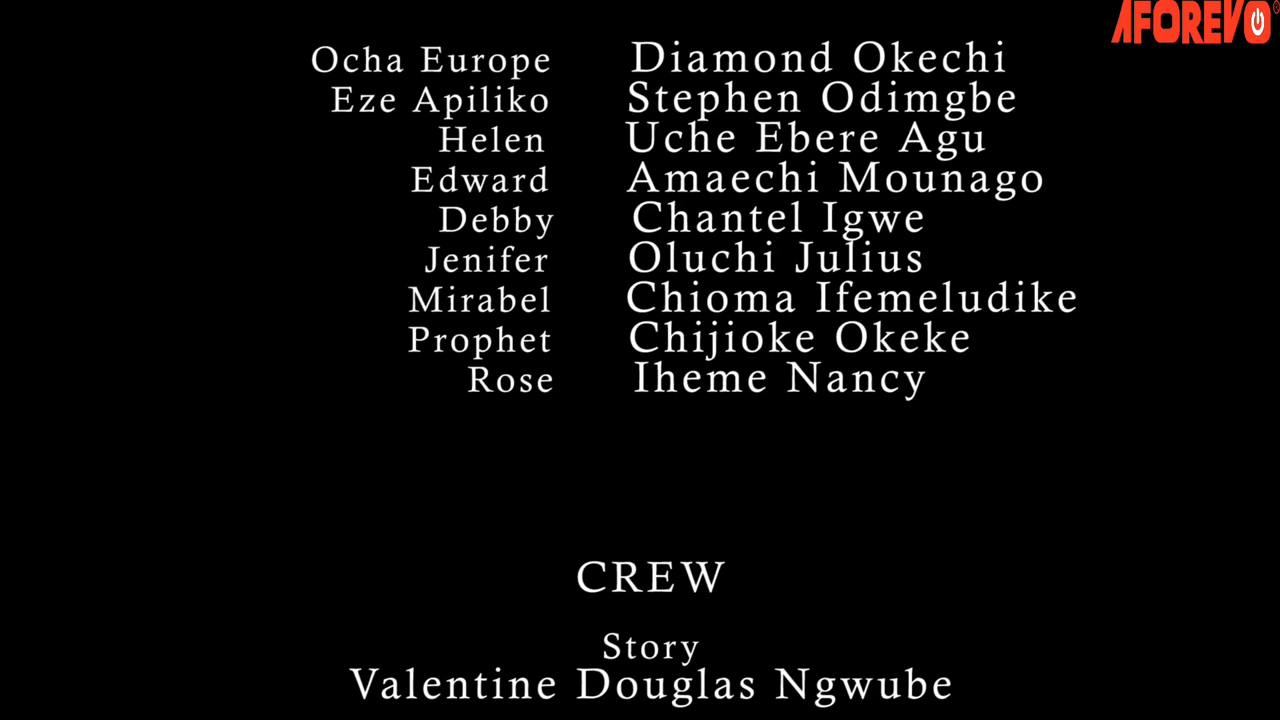 AFOREVO
Ocha Europe Diamond Okechi
Eze Apiliko Stephen Odimgbe
Helen Uche Ebere Agu
Edward Amaechi Mounago
Debby Chantel Igwe
Jenifer Oluchi Julius
Mirabel Chioma Ifemeludike
Prophet Chijioke Okeke
Rose Iheme Nancy
CREW
Story
Valentine Douglas Ngwube